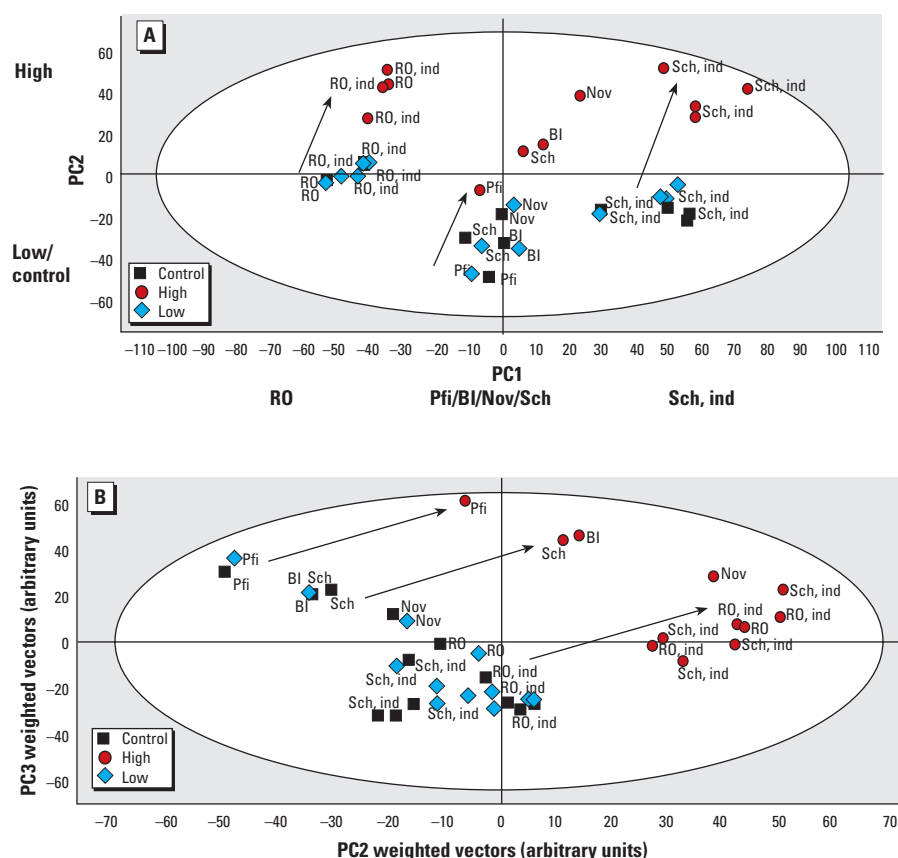 A
High
Low/
control
PC2
60
40
20
0
−20
−40
−60
RO, ind
RO, ind
RO
RO, ind
RO, ind
RO, ind
RO, ind
RO
RO
RO, ind
Nov
BI
Sch
Pfi
Nov
Nov
Sch
BI
Sch
BI
Pfi
Pfi
Sch, ind
Sch, ind
Sch, ind
Sch, ind
Sch, ind
Sch, ind
Sch, ind
Control
High
Low
−110 −100 −90 −80 −70 −60 −50 −40 −30 −20 −10 0 10 20 30 40 50 60 70 80 90 100 110
PC1
RO Pfi/BI/Nov/Sch Sch, ind
B
PC3 weighted vectors (arbitrary units)
60
40
20
0
−20
−40
−60
Pfi
Pfi
Pfi
BI Sch
BI
Sch
Nov
Nov
RO
RO
Sch, ind
Sch, ind
RO, ind
RO, ind
Sch, ind
Sch, ind
RO, ind
Sch
BI
Nov
Sch, ind
RO, ind
RO, ind
Sch, ind
RO
RO, ind
Sch, ind
Sch, ind
Control
High
Low
−70 −60 −50 −40 −30 −20 −10 0 10 20 30 40 50 60 70
PC2 weighted vectors (arbitrary units)